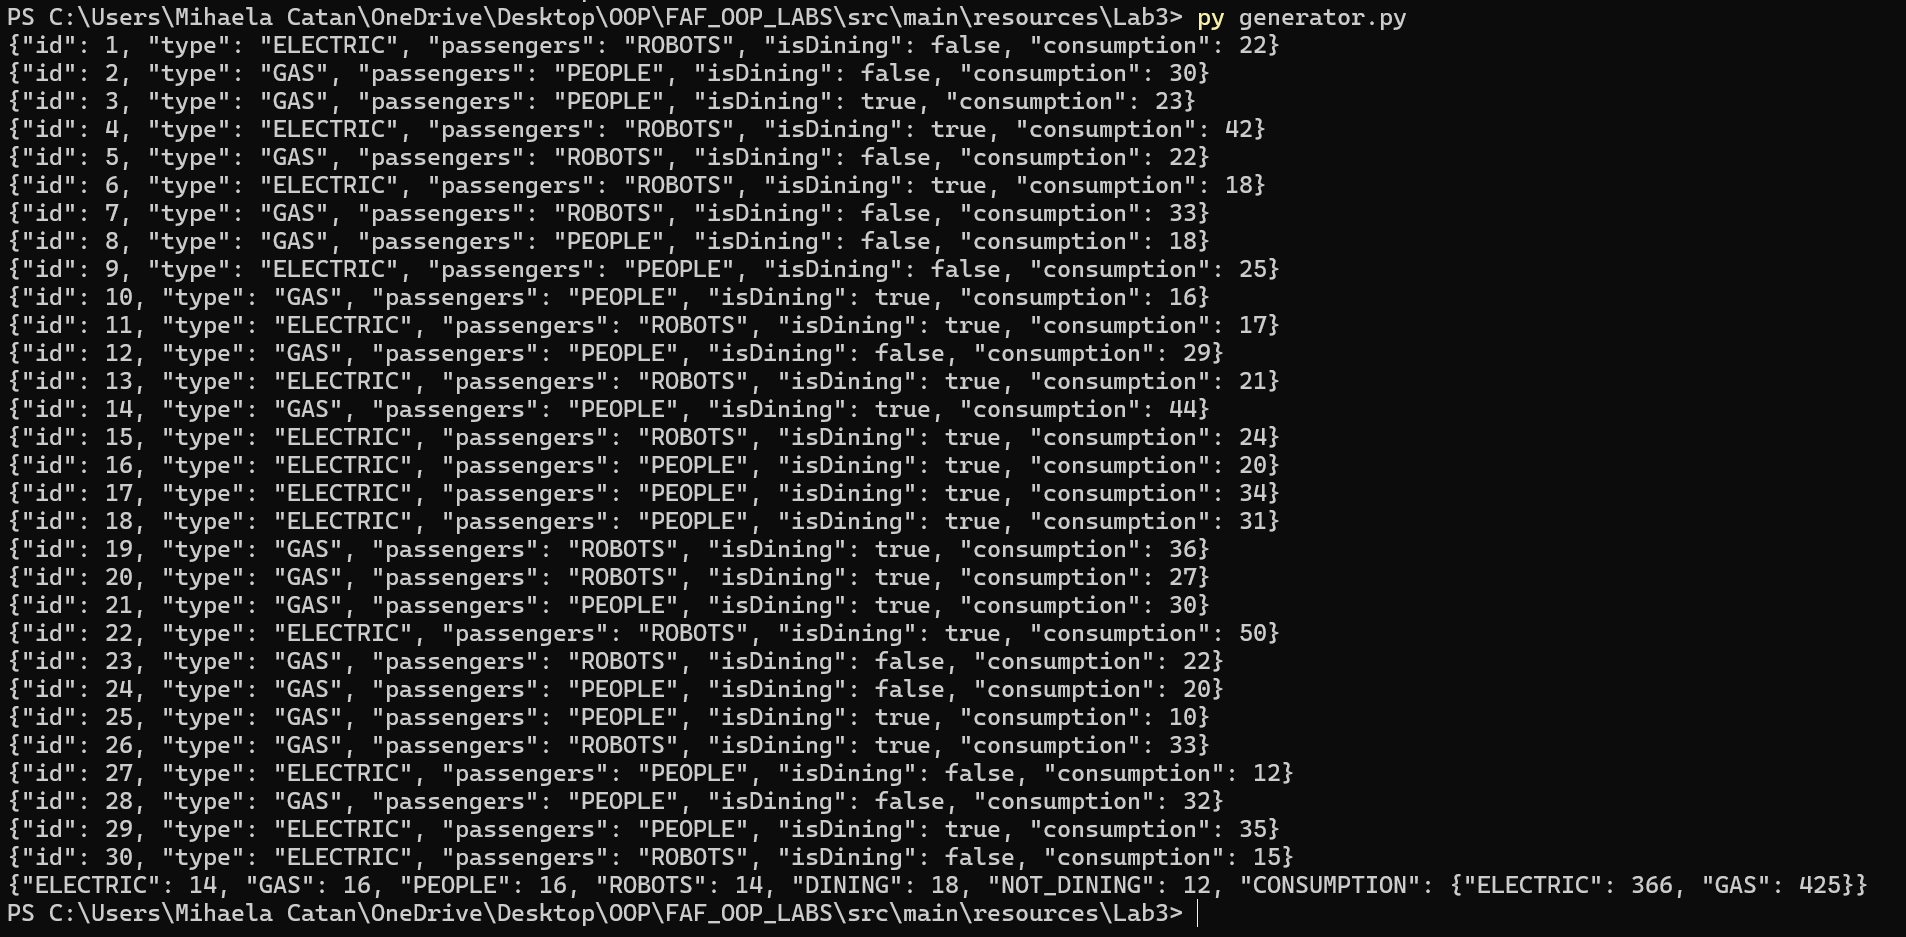 PS C:\Users\Mihaela Catan\OneDrive\Desktop\OOP\FAF_OOP_LABS\src\main\resources\Lab3> py generator.py
{"id": 1, "type": "ELECTRIC", "passengers": "ROBOTS", "isDining": false, "consumption": 22}
{"id": 2, "type": "GAS", "passengers": "PEOPLE", "isDining": false, "consumption": 30}
{"id": 3, "type": "GAS", "passengers": "PEOPLE", "isDining": true, "consumption": 23}
{"id": 4, "type": "ELECTRIC", "passengers": "ROBOTS", "isDining": true, "consumption": 42}
{"id": 5, "type": "GAS", "passengers": "ROBOTS", "isDining": false, "consumption": 22}
{"id": 6, "type": "ELECTRIC", "passengers": "ROBOTS", "isDining": true, "consumption": 18}
{"id": 7, "type": "GAS", "passengers": "ROBOTS", "isDining": false, "consumption": 33}
{"id": 8, "type": "GAS", "passengers": "PEOPLE", "isDining": false, "consumption": 18}
{"id": 9, "type": "ELECTRIC", "passengers": "PEOPLE", "isDining": false, "consumption": 25}
{"id": 10, "type": "GAS", "passengers": "PEOPLE", "isDining": true, "consumption": 16}
{"id": 11, "type": "ELECTRIC", "passengers": "ROBOTS", "isDining": true, "consumption": 17}
{"id": 12, "type": "GAS", "passengers": "PEOPLE", "isDining": false, "consumption": 29}
{"id": 13, "type": "ELECTRIC", "passengers": "ROBOTS", "isDining": true, "consumption": 21}
{"id": 14, "type": "GAS", "passengers": "PEOPLE", "isDining": true, "consumption": 44}
{"id": 15, "type": "ELECTRIC", "passengers": "ROBOTS", "isDining": true, "consumption": 24}
{"id": 16, "type": "ELECTRIC", "passengers": "PEOPLE", "isDining": true, "consumption": 20}
{"id": 17, "type": "ELECTRIC", "passengers": "PEOPLE", "isDining": true, "consumption": 34}
{"id": 18, "type": "ELECTRIC", "passengers": "PEOPLE", "isDining": true, "consumption": 31}
{"id": 19, "type": "GAS", "passengers": "ROBOTS", "isDining": true, "consumption": 36}
{"id": 20, "type": "GAS", "passengers": "ROBOTS", "isDining": true, "consumption": 27}
{"id": 21, "type": "GAS", "passengers": "PEOPLE", "isDining": true, "consumption": 30}
{"id": 22, "type": "ELECTRIC", "passengers": "ROBOTS", "isDining": true, "consumption": 50}
{"id": 23, "type": "GAS", "passengers": "ROBOTS", "isDining": false, "consumption": 22}
{"id": 24, "type": "GAS", "passengers": "PEOPLE", "isDining": false, "consumption": 20}
{"id": 25, "type": "GAS", "passengers": "PEOPLE", "isDining": true, "consumption": 10}
{"id": 26, "type": "GAS", "passengers": "ROBOTS", "isDining": true, "consumption": 33}
{"id": 27, "type": "ELECTRIC", "passengers": "PEOPLE", "isDining": false, "consumption": 12}
{"id": 28, "type": "GAS", "passengers": "PEOPLE", "isDining": false, "consumption": 32}
{"id": 29, "type": "ELECTRIC", "passengers": "PEOPLE", "isDining": true, "consumption": 35}
{"id": 30, "type": "ELECTRIC", "passengers": "ROBOTS", "isDining": false, "consumption": 15}
{"ELECTRIC": 14, "GAS": 16, "PEOPLE": 16, "ROBOTS": 14, "DINING": 18, "NOT_DINING": 12, "CONSUMPTION": {"ELECTRIC": 366, "GAS": 425}}
PS C:\Users\Mihaela Catan\OneDrive\Desktop\OOP\FAF_OOP_LABS\src\main\resources\Lab3>